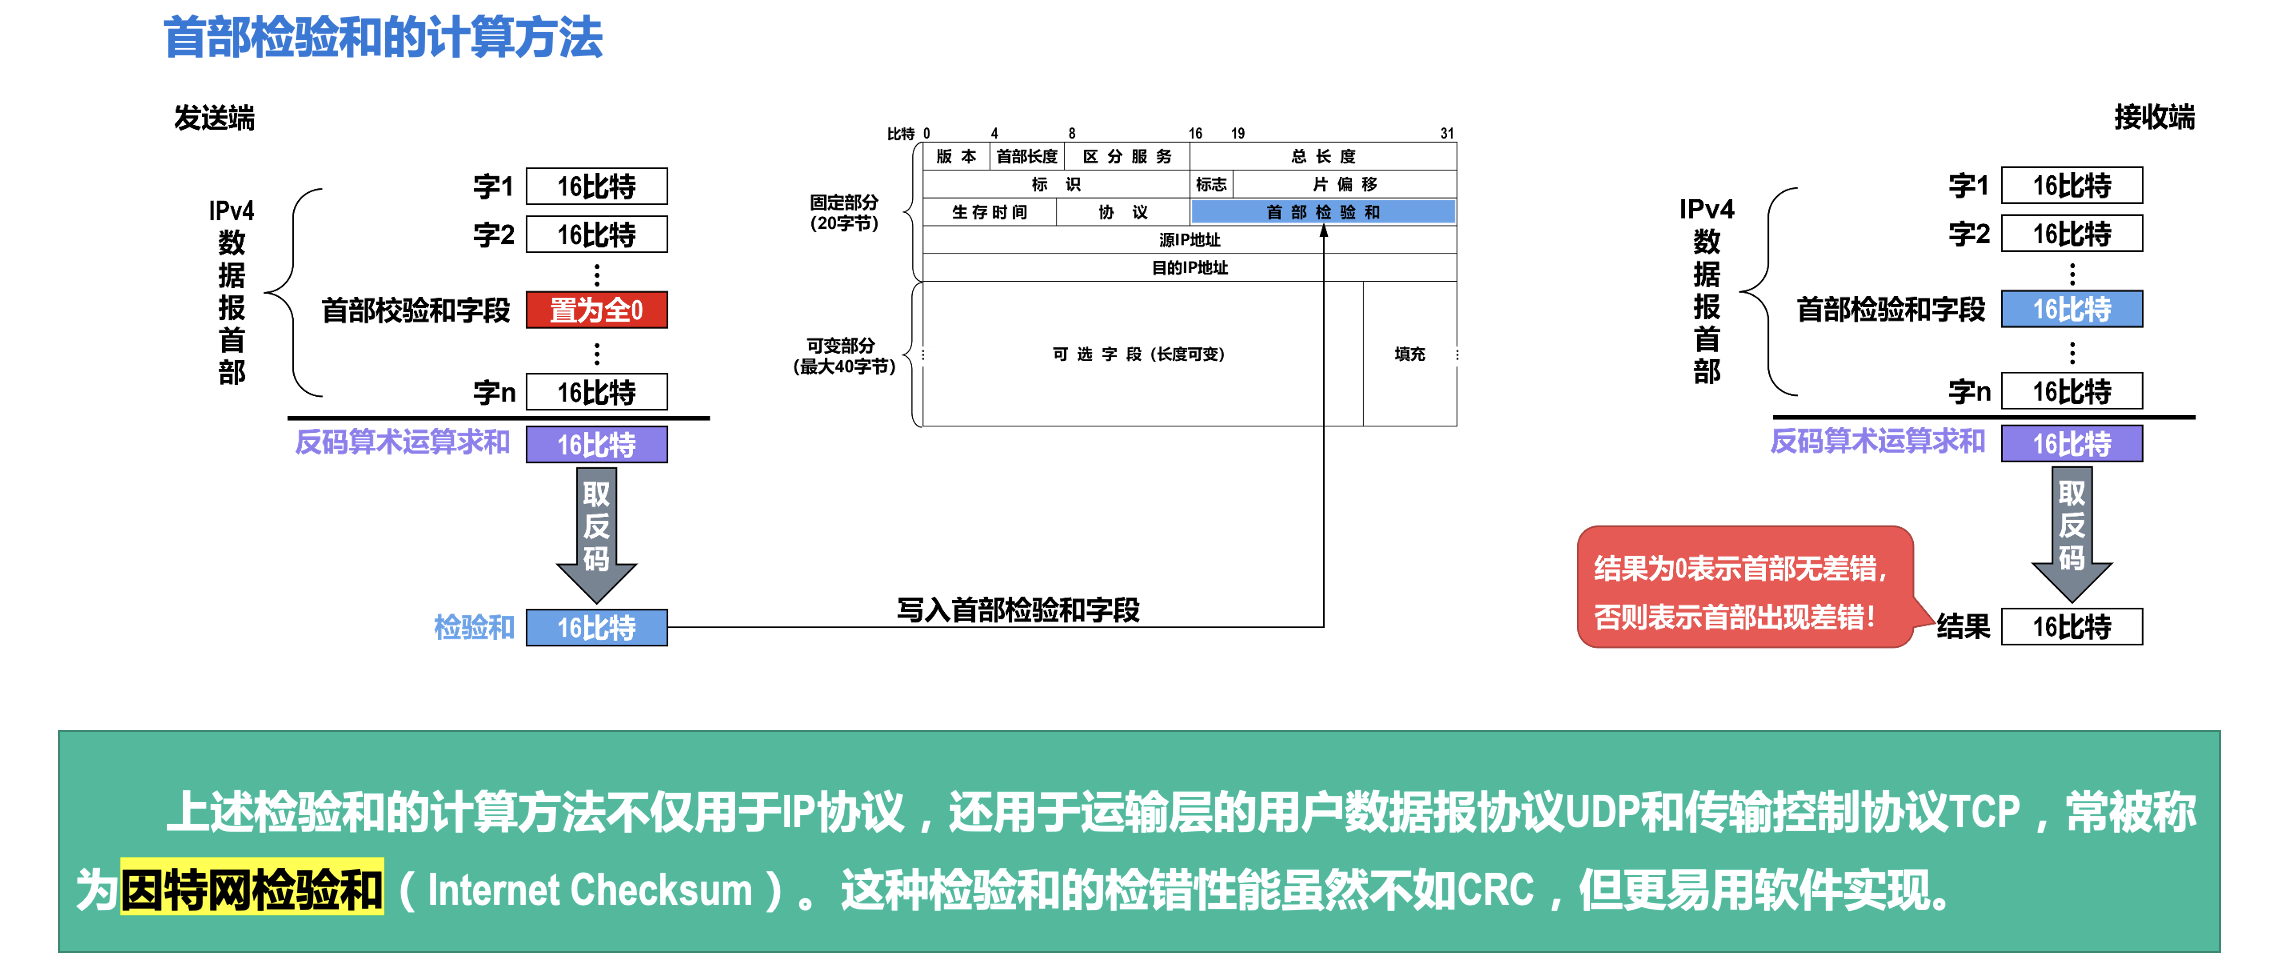 首部检验和的计算方法
发送端
IPv4
数
据
报
首
部
字1 16比特
字2 16比特
⋮
首部校验和字段 置为全0
⋮
字n 16比特
反码算术运算求和 16比特
取
反
码
检验和 16比特
写入首部检验和字段
比特 0 4 8 16 19 31
固定部分
(20字节)
版 本 首部长度 区 分 服 务 总 长 度
标 识 标志 片 偏 移
生 存 时 间 协 议 首 部 检 验 和
源IP地址
目的IP地址
可变部分
(最大40字节)
可 选 字 段 (长度可变) 填充
接收端
IPv4
数
据
报
首
部
字1 16比特
字2 16比特
⋮
首部检验和字段 16比特
⋮
字n 16比特
反码算术运算求和 16比特
取
反
码
结果为0表示首部无差错,
否则表示首部出现差错!
结果 16比特
上述检验和的计算方法不仅用于IP协议，还用于运输层的用户数据报协议UDP和传输控制协议TCP，常被称
为因特网检验和（Internet Checksum）。这种检验和的检错性能虽然不如CRC，但更易用软件实现。